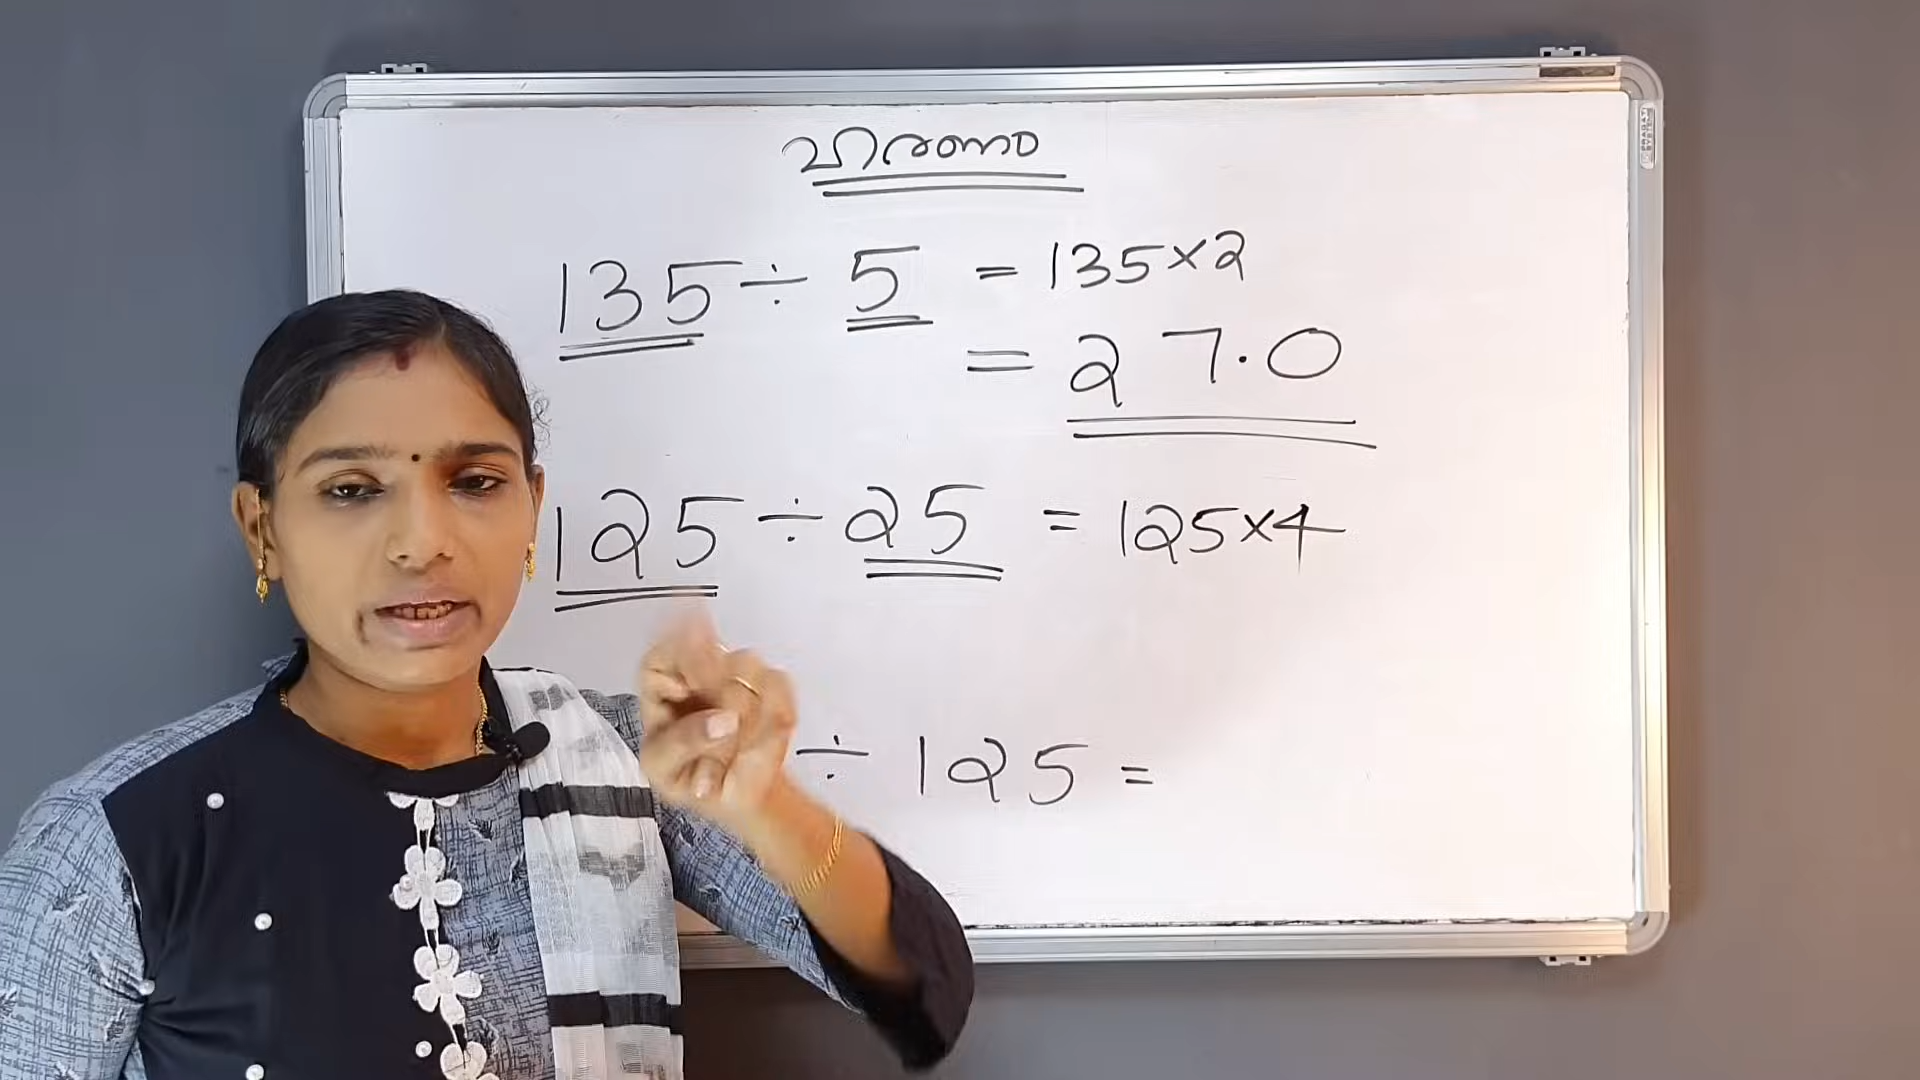 ഹരണം
135 ÷ 5 = 135×2
= 27.0
125 ÷ 25 = 125×4
÷ 125 =